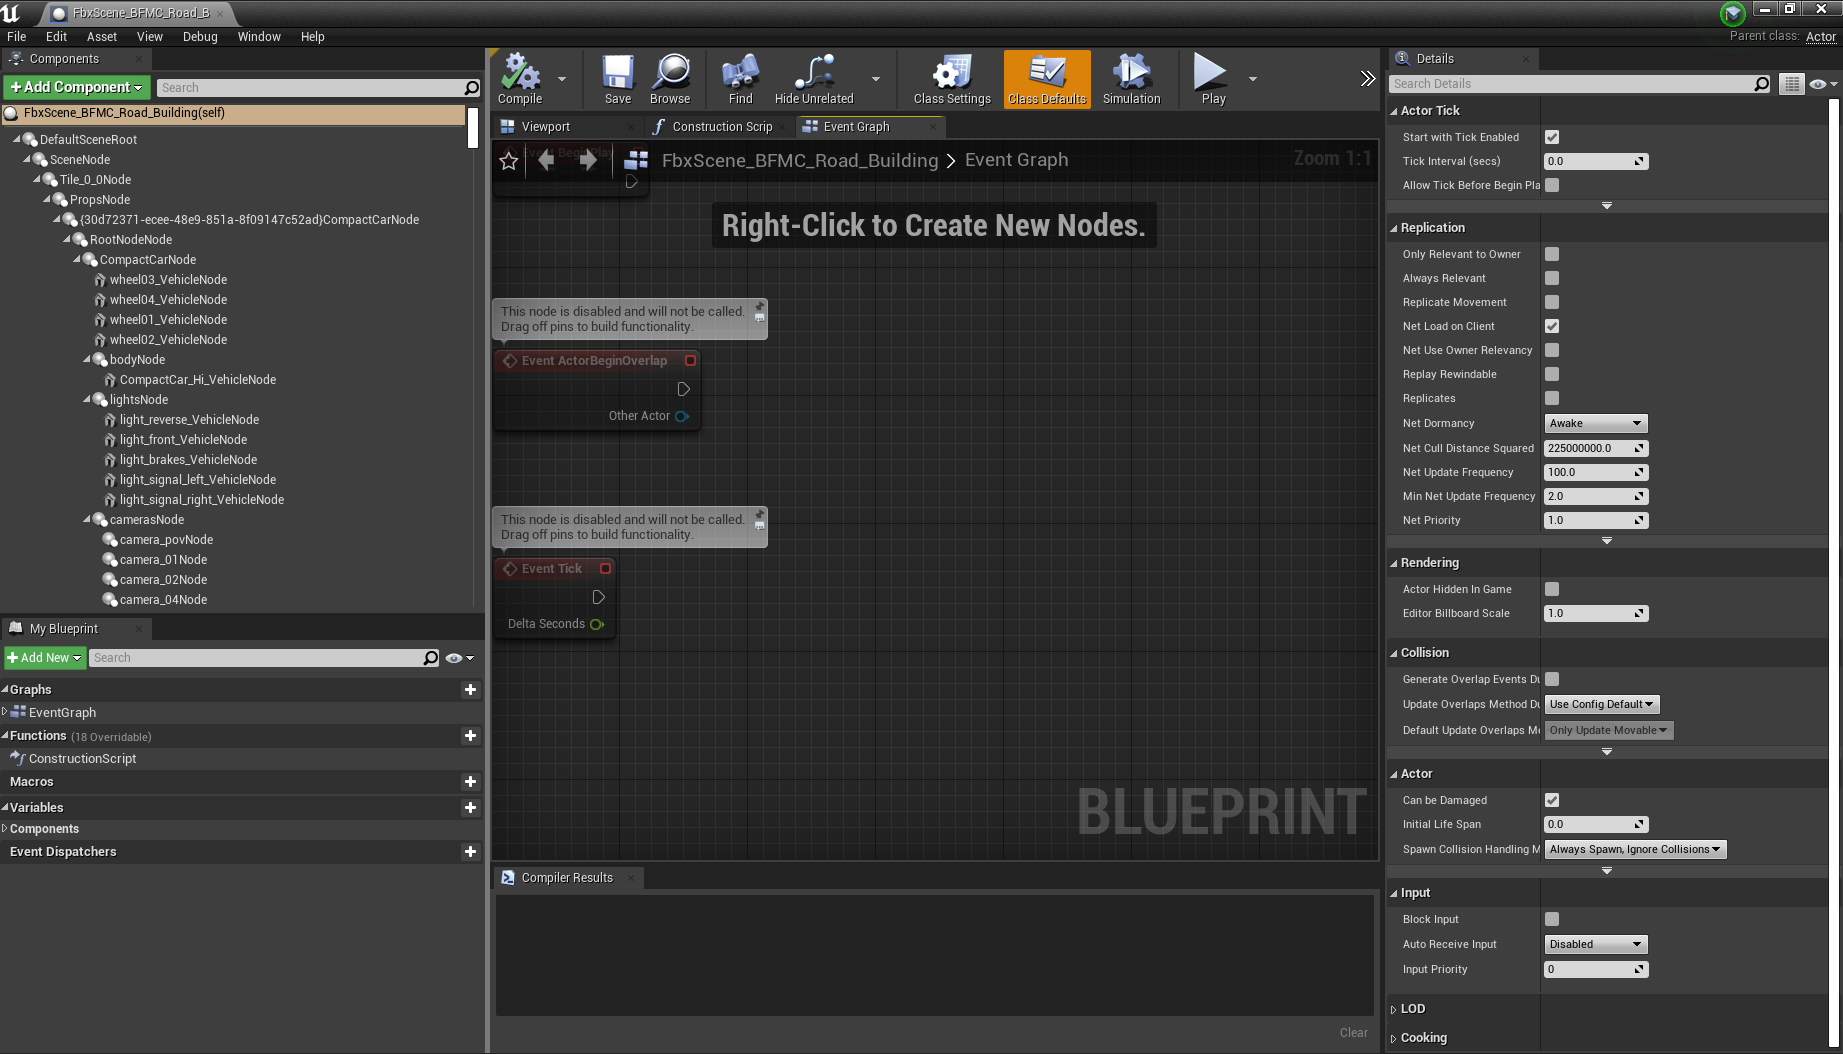 FbxScene_BFMC_Road_B
File Edit Asset View Debug Window Help
Parent class: Actor
Components
Add Component
Search
FbxScene_BFMC_Road_Building(self)
DefaultSceneRoot
SceneNode
Tile_0_0Node
PropsNode
{30d72371-ecee-48e9-851a-8f09147c52ad}CompactCarNode
RootNodeNode
CompactCarNode
wheel03_VehicleNode
wheel04_VehicleNode
wheel01_VehicleNode
wheel02_VehicleNode
bodyNode
CompactCar_Hi_VehicleNode
lightsNode
light_reverse_VehicleNode
light_front_VehicleNode
light_brakes_VehicleNode
light_signal_left_VehicleNode
light_signal_right_VehicleNode
camerasNode
camera_povNode
camera_01Node
camera_02Node
camera_04Node
My Blueprint
Add New
Search
Graphs
EventGraph
Functions (18 Overridable)
ConstructionScript
Macros
Variables
Components
Event Dispatchers
Compile Save Browse Find Hide Unrelated Class Settings Class Defaults Simulation Play
Viewport Construction Scrip Event Graph
Event BeginPlay
FbxScene_BFMC_Road_Building > Event Graph
Zoom 1:1
Right-Click to Create New Nodes.
This node is disabled and will not be called.
Drag off pins to build functionality.
Event ActorBeginOverlap
Other Actor
This node is disabled and will not be called.
Drag off pins to build functionality.
Event Tick
Delta Seconds
BLUEPRINT
Compiler Results
Clear
Details
Search Details
Actor Tick
Start with Tick Enabled
Tick Interval (secs) 0.0
Allow Tick Before Begin Pla
Replication
Only Relevant to Owner
Always Relevant
Replicate Movement
Net Load on Client
Net Use Owner Relevancy
Replay Rewindable
Replicates
Net Dormancy Awake
Net Cull Distance Squared 225000000.0
Net Update Frequency 100.0
Min Net Update Frequency 2.0
Net Priority 1.0
Rendering
Actor Hidden In Game
Editor Billboard Scale 1.0
Collision
Generate Overlap Events Du
Update Overlaps Method Du Use Config Default
Default Update Overlaps Me Only Update Movable
Actor
Can be Damaged
Initial Life Span 0.0
Spawn Collision Handling M Always Spawn, Ignore Collisions
Input
Block Input
Auto Receive Input Disabled
Input Priority 0
LOD
Cooking